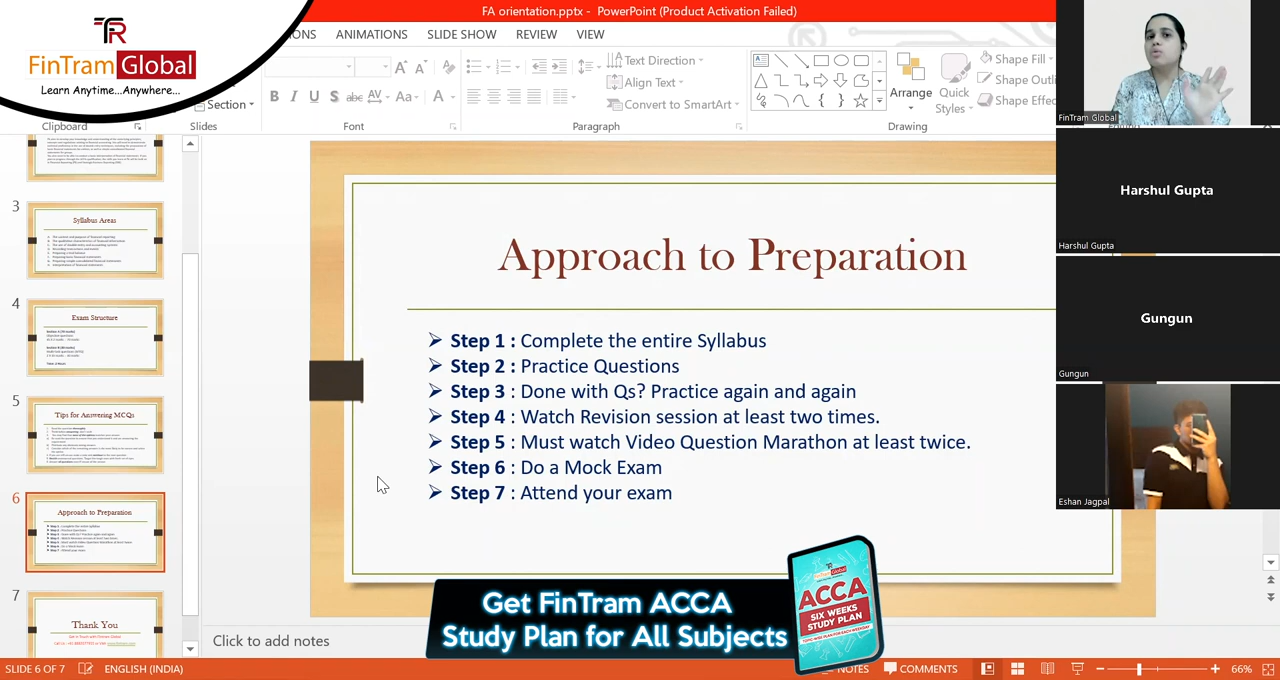 FA orientation.pptx - PowerPoint (Product Activation Failed)
FinTram Global
Learn Anytime...Anywhere...
ANIMATIONS SLIDE SHOW REVIEW VIEW
Section
Clipboard Slides Font Paragraph Drawing
Text Direction
Align Text
Convert to SmartArt
Arrange
Quick
Styles
Shape Fill
3
Syllabus Areas
4
Exam Structure
5
Tips for Answering MCQs
6
Approach to Preparation
7
Thank You
Approach to Preparation
Step 1 : Complete the entire Syllabus
Step 2 : Practice Questions
Step 3 : Done with Qs? Practice again and again
Step 4 : Watch Revision session at least two times.
Step 5 : Must watch Video Question Marathon at least twice.
Step 6 : Do a Mock Exam
Step 7 : Attend your exam
FinTram Global
Harshul Gupta
Harshul Gupta
Gungun
Gungun
Eshan Jagpal
Get FinTram ACCA
Study Plan for All Subjects
FinTram Global
ACCA
SIX WEEKS
STUDY PLAN
Click to add notes
SLIDE 6 OF 7 ENGLISH (INDIA) NOTES COMMENTS 66%